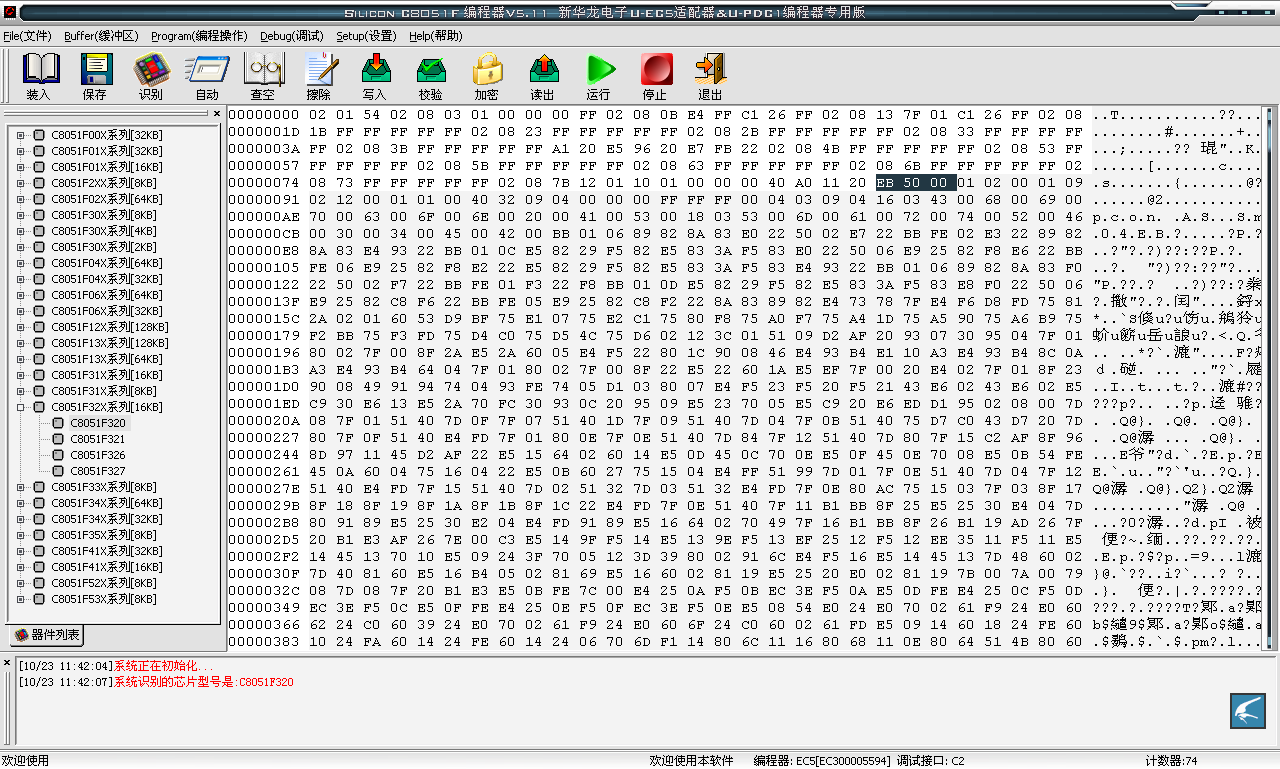 Silicon C8051F 编程器V5.11 新华龙电子U-EC5适配器&U-PDC1编程器专用版
File(文件) Buffer(缓冲区) Program(编程操作) Debug(调试) Setup(设置) Help(帮助)
装入 保存 识别 自动 查空 擦除 写入 校验 加密 读出 运行 停止 退出
C8051F00X系列[32KB]
C8051F01X系列[32KB]
C8051F01X系列[16KB]
C8051F2XX系列[8KB]
C8051F02X系列[64KB]
C8051F30X系列[8KB]
C8051F30X系列[4KB]
C8051F30X系列[2KB]
C8051F04X系列[64KB]
C8051F04X系列[32KB]
C8051F06X系列[64KB]
C8051F06X系列[32KB]
C8051F12X系列[128KB]
C8051F13X系列[128KB]
C8051F13X系列[64KB]
C8051F31X系列[16KB]
C8051F31X系列[8KB]
C8051F32X系列[16KB]
C8051F320
C8051F321
C8051F326
C8051F327
C8051F33X系列[8KB]
C8051F34X系列[64KB]
C8051F34X系列[32KB]
C8051F35X系列[8KB]
C8051F41X系列[32KB]
C8051F41X系列[16KB]
C8051F52X系列[8KB]
C8051F53X系列[8KB]
器件列表
00000000 02 01 54 02 08 03 01 00 00 00 FF 02 08 0B E4 FF C1 26 FF 02 08 13 7F 01 C1 26 FF 02 08
0000001D 1B FF FF FF FF FF 02 08 23 FF FF FF FF FF 02 08 2B FF FF FF FF FF 02 08 33 FF FF FF FF
0000003A FF 02 08 3B FF FF FF FF FF A1 20 E5 96 20 E7 FB 22 02 08 4B FF FF FF FF FF 02 08 53 FF
00000057 FF FF FF FF 02 08 5B FF FF FF FF FF 02 08 63 FF FF FF FF FF 02 08 6B FF FF FF FF FF 02
00000074 08 73 FF FF FF FF FF 02 08 7B 12 01 10 01 00 00 00 40 A0 11 20 EB 50 00 01 02 00 01 09
00000091 02 12 00 01 01 00 40 32 09 04 00 00 00 FF FF FF 00 04 03 09 04 16 03 43 00 68 00 69 00
000000AE 70 00 63 00 6F 00 6E 00 20 00 41 00 53 00 18 03 53 00 6D 00 61 00 72 00 74 00 52 00 46
000000CB 00 30 00 34 00 45 00 42 00 BB 01 06 89 82 8A 83 E0 22 50 02 E7 22 BB FE 02 E3 22 89 82
000000E8 8A 83 E4 93 22 BB 01 0C E5 82 29 F5 82 E5 83 3A F5 83 E0 22 50 06 E9 25 82 F8 E6 22 BB
00000105 FE 06 E9 25 82 F8 E2 22 E5 82 29 F5 82 E5 83 3A F5 83 E4 93 22 BB 01 06 89 82 8A 83 F0
00000122 22 50 02 F7 22 BB FE 01 F3 22 F8 BB 01 0D E5 82 29 F5 82 E5 83 3A F5 83 E8 F0 22 50 06
0000013F E9 25 82 C8 F6 22 BB FE 05 E9 25 82 C8 F2 22 8A 83 89 82 E4 73 78 7F E4 F6 D8 FD 75 81
0000015C 2A 02 01 60 53 D9 BF 75 E1 07 75 E2 C1 75 80 F8 75 A0 F7 75 A4 1D 75 A5 90 75 A6 B9 75
00000179 F2 BB 75 F3 7D 75 D4 5C 4C 75 D6 02 12 3C 01 51 09 D2 AF 20 93 07 30 95 04 7F 01
00000196 80 02 7F 00 8F 2A E5 2A 60 05 E4 F5 22 80 1C 90 08 46 E4 93 B4 E1 10 A3 E4 93 B4 8C 0A
000001B3 A3 E4 93 B4 64 04 7F 01 80 02 7F 00 8F 22 E5 22 60 1A E5 EF 7F 00 20 E4 02 7F 01 8F 23
000001D0 90 08 49 91 94 74 04 93 FE 74 05 D1 03 80 07 E4 F5 23 F5 20 F5 21 43 E6 02 43 E6 02 E5
000001ED C9 30 E6 13 E5 2A 70 FC 30 93 0C 20 95 09 E5 23 70 05 E5 C9 20 E6 ED D1 95 02 08 00 7D
0000020A 08 7F 01 51 40 7D 0F 7F 07 51 40 1D 7F 09 51 40 7D 04 7F 0B 51 40 75 D7 C0 43 D7 20 7D
00000227 80 7F 0F 51 40 E4 FD 7F 01 80 0E 7F 0E 51 40 7D 84 7F 12 51 40 7D 80 7F 15 C2 AF 8F 96
00000244 8D 97 11 45 D2 AF 22 E5 15 64 02 60 14 E5 0D 45 0C 70 0E E5 0F 45 0E 70 08 E5 0B 54 FE
00000261 45 0A 60 04 75 16 04 22 E5 0B 60 27 75 15 04 E4 FF 51 99 7D 01 7F 0E 51 40 7D 04 7F 12
0000027E 51 40 E4 FD 7F 15 51 40 7D 02 51 32 7D 03 51 32 E4 FD 7F 0E 80 AC 75 15 03 7F 03 8F 17
0000029B 8F 18 8F 19 8F 1A 8F 1B 8F 1C 22 E4 FD 7F 0E 51 40 7F 11 B1 BB 8F 25 E5 25 30 E4 04 7D
000002B8 80 91 89 E5 25 30 E2 04 E4 FD 91 89 E5 16 64 02 70 49 7F 16 B1 BB 8F 26 B1 19 AD 26 7F
000002D5 20 B1 E3 AF 26 7E 00 C3 E5 14 9F F5 14 E5 13 9E F5 13 EF 25 12 F5 12 EE 35 11 F5 11 E5
000002F2 14 45 13 70 10 E5 09 24 3F 70 05 12 3D 39 80 02 91 6C E4 F5 16 E5 14 45 13 7D 48 60 02
0000030F 7D 40 81 60 E5 16 B4 05 02 81 69 E5 16 60 02 81 19 E5 25 20 E0 02 81 19 7B 00 7A 00 79
0000032C 08 7D 08 7F 20 B1 E3 E5 0B FE 7C 00 E4 25 0A F5 0B EC 3E F5 0A E5 0D FE E4 25 0C F5 0D
00000349 EC 3E F5 0C E5 0F FE E4 25 0E F5 0F EC 3E F5 0E E5 08 54 E0 24 E0 70 02 61 F9 24 E0 60
00000366 62 24 C0 60 39 24 E0 70 02 61 F9 24 E0 60 6F 24 C0 60 02 61 FD E5 09 14 60 18 24 FE 60
00000383 10 24 FA 60 14 24 FE 60 14 24 06 70 6D F1 14 24 6C 11 16 80 68 11 0E 80 64 51 4B 80 60
[10/23 11:42:04]系统正在初始化...
[10/23 11:42:07]系统识别的芯片型号是:C8051F320
欢迎使用 欢迎使用本软件 编程器: EC5[EC300005594] 调试接口: C2 计数器:74